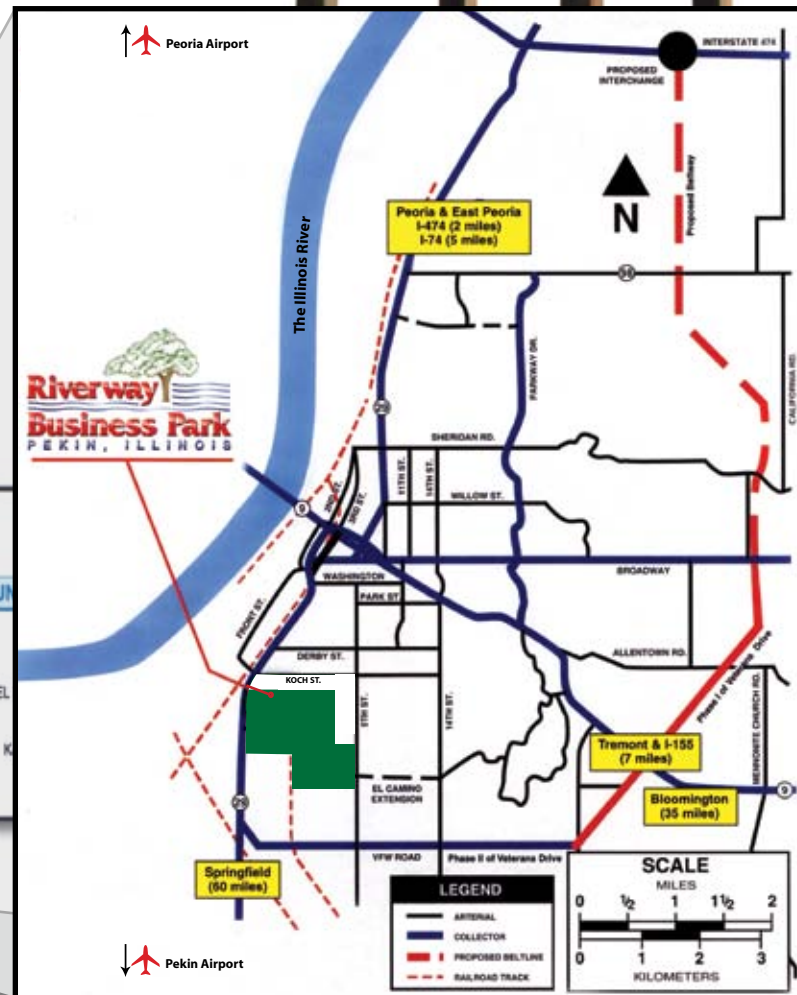 Peoria Airport
INTERSTATE 474
PROPOSED
INTERCHANGE
Proposed Beltway
N
Peoria & East Peoria
I-474 (2 miles)
I-74 (5 miles)
The Illinois River
98
PARKWAY DR.
CALIFORNIA RD.
Riverway
Business Park
PEKIN, ILLINOIS
29
SHERIDAN RD.
11TH ST.
14TH ST.
2ND ST.
3RD ST.
WILLOW ST.
9
BROADWAY
WASHINGTON
PARK ST.
FRONT ST.
DERBY ST.
ALLENTOWN RD.
KOCH ST.
8TH ST.
14TH ST.
Phase I of Veterans Drive
MENNONITE CHURCH RD.
Tremont & I-155
(7 miles)
EL CAMINO
EXTENSION
Bloomington
(35 miles)
9
29
VFW ROAD
Phase II of Veterans Drive
Springfield
(60 miles)
LEGEND
ARTERIAL
COLLECTOR
PROPOSED BELTLINE
RAILROAD TRACK
SCALE
MILES
0 1/2 1 1 1/2 2
0 1 2 3
KILOMETERS
Pekin Airport